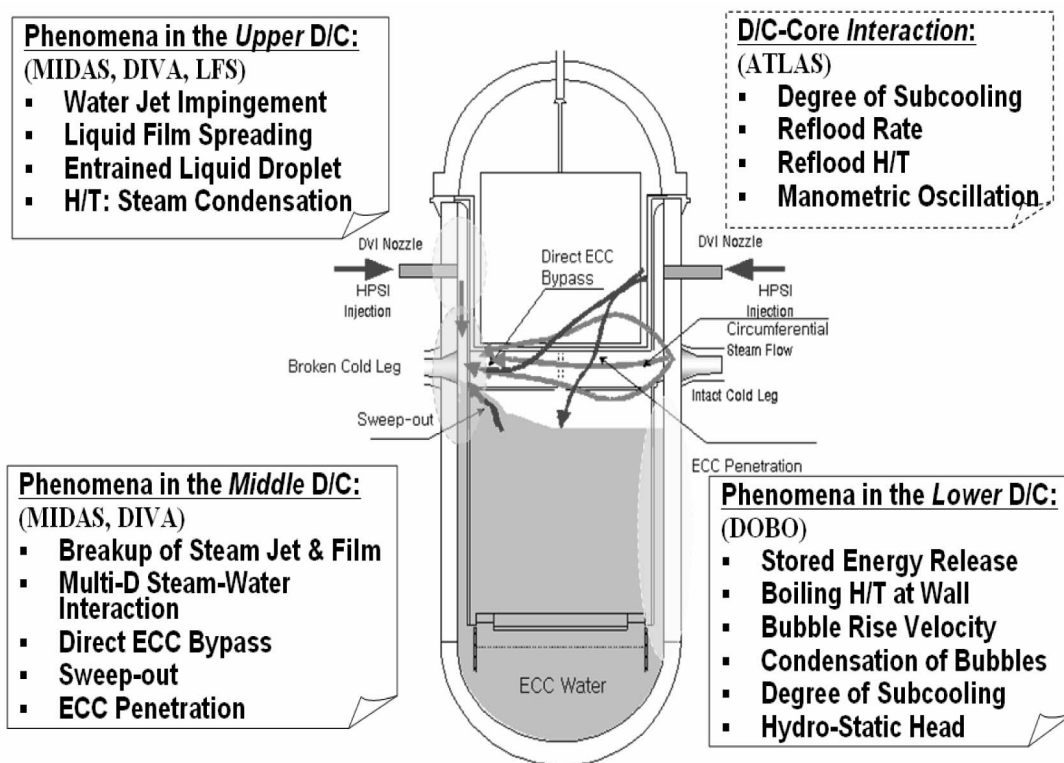 Phenomena in the Upper D/C:
(MIDAS, DIVA, LFS)
▪ Water Jet Impingement
▪ Liquid Film Spreading
▪ Entrained Liquid Droplet
▪ H/T: Steam Condensation
D/C-Core Interaction:
(ATLAS)
▪ Degree of Subcooling
▪ Reflood Rate
▪ Reflood H/T
▪ Manometric Oscillation
DVI Nozzle
HPSI
Injection
Direct ECC
Bypass
DVI Nozzle
HPSI
Injection
Circumferential
Steam Flow
Broken Cold Leg
Intact Cold Leg
Sweep-out
ECC Penetration
Phenomena in the Middle D/C:
(MIDAS, DIVA)
▪ Breakup of Steam Jet & Film
▪ Multi-D Steam-Water
Interaction
▪ Direct ECC Bypass
▪ Sweep-out
▪ ECC Penetration
Phenomena in the Lower D/C:
(DOBO)
▪ Stored Energy Release
▪ Boiling H/T at Wall
▪ Bubble Rise Velocity
▪ Condensation of Bubbles
▪ Degree of Subcooling
▪ Hydro-Static Head
ECC Water